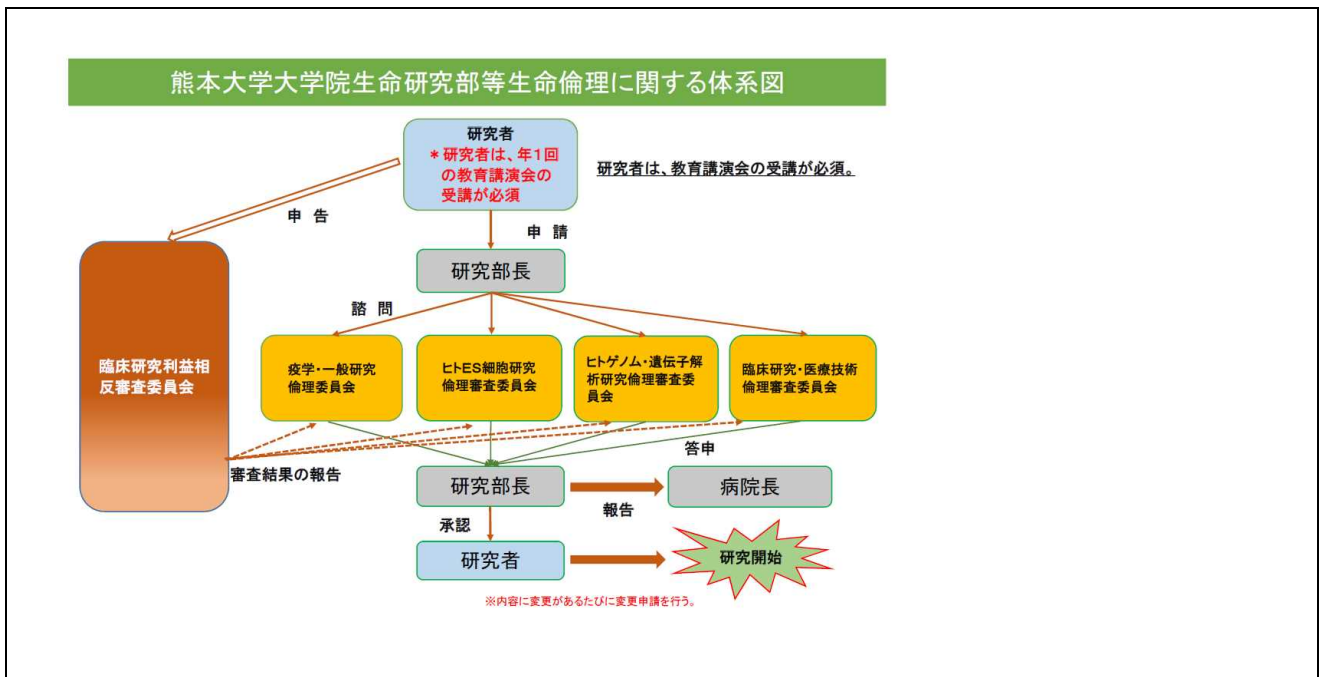 熊本大学大学院生命研究部等生命倫理に関する体系図
研究者
＊研究者は、年1回
の教育講演会の
受講が必須
研究者は、教育講演会の受講が必須。
申 告
申 請
研究部長
諮 問
臨床研究利益相
反審査委員会
疫学・一般研究
倫理委員会
ヒトES細胞研究
倫理審査委員会
ヒトゲノム・遺伝子解
析研究倫理審査委
員会
臨床研究・医療技術
倫理審査委員会
答申
審査結果の報告
研究部長
報告
病院長
承認
研究者
研究開始
※内容に変更があるたびに変更申請を行う。